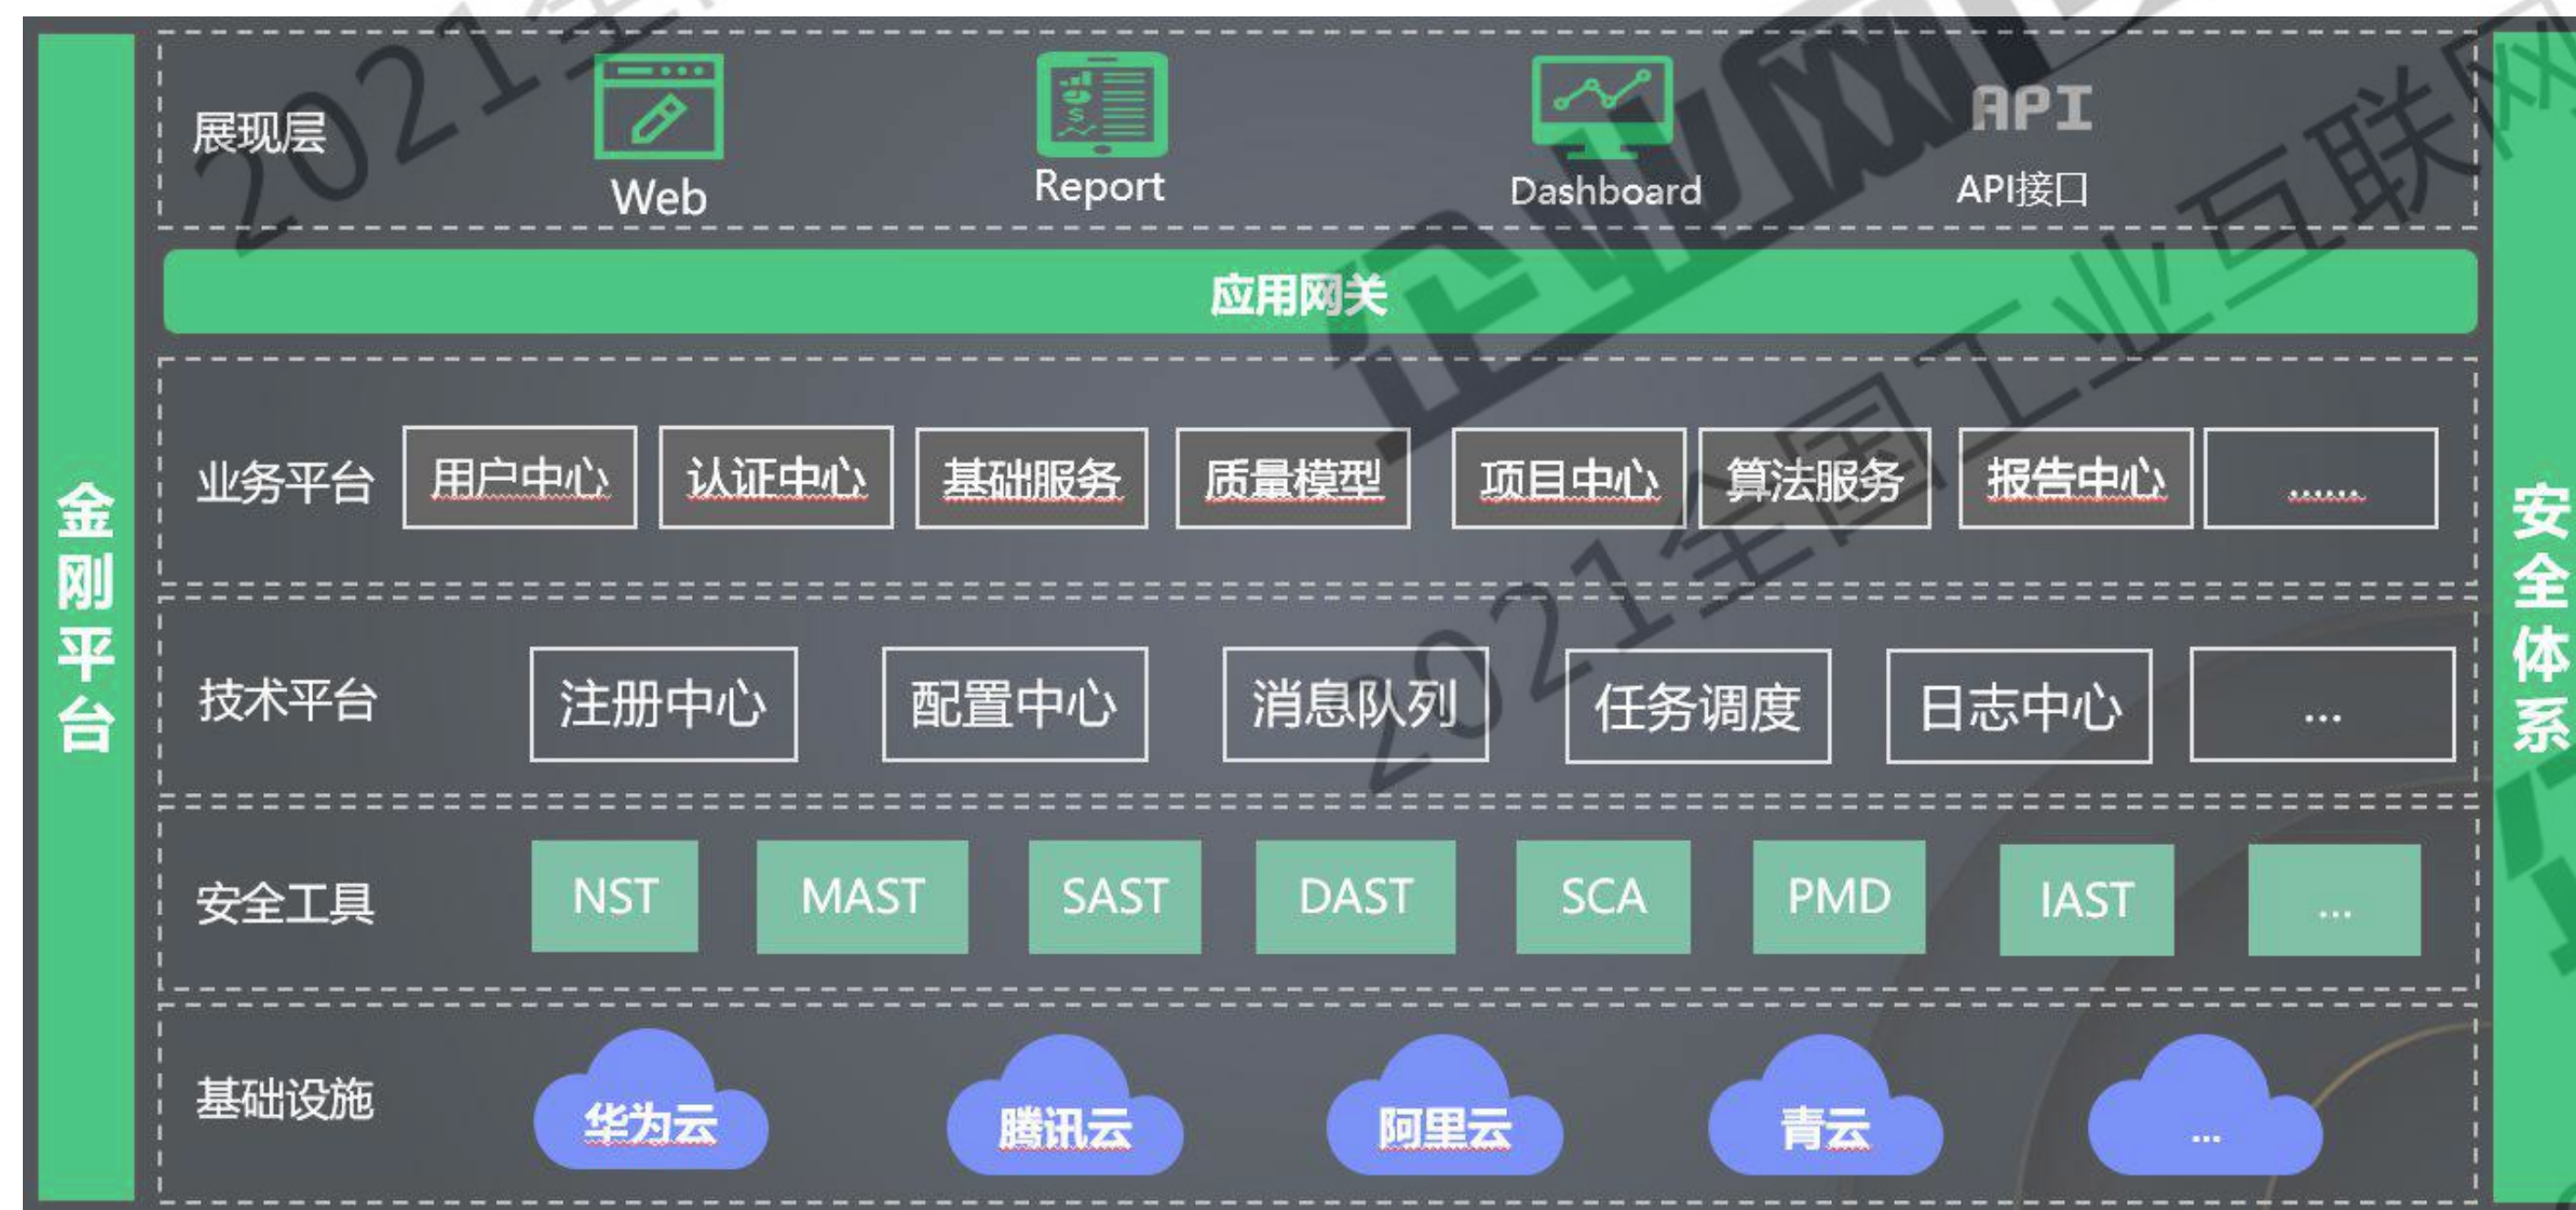 金刚平台
展现层
Web
Report
Dashboard
API
API接口
应用网关
业务平台 用户中心 认证中心 基础服务 质量模型 项目中心 算法服务 报告中心 ......
技术平台 注册中心 配置中心 消息队列 任务调度 日志中心 ...
安全工具 NST MAST SAST DAST SCA PMD IAST ...
基础设施 华为云 腾讯云 阿里云 青云 ...
安全体系
2021全
企业网
2021全国工业互联网